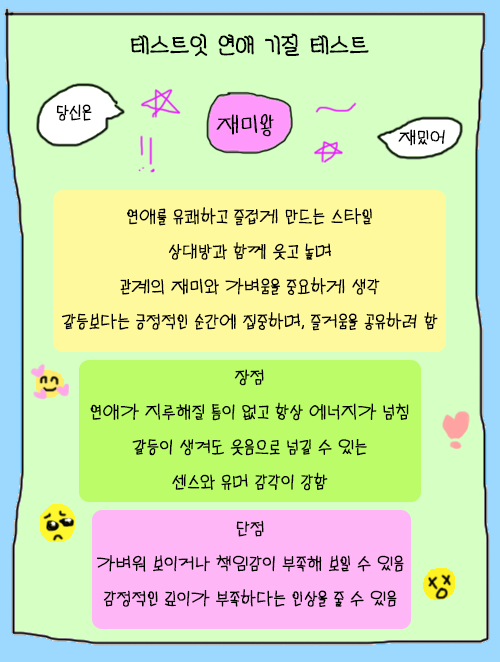 테스트잇 연애 기질 테스트
당신은
재미왕
재밌어
!!
연애를 유쾌하고 즐겁게 만드는 스타일
상대방과 함께 웃고 놀며
관계의 재미와 가벼움을 중요하게 생각
갈등보다는 긍정적인 순간에 집중하며, 즐거움을 공유하려 함
장점
연애가 지루해질 틈이 없고 항상 에너지가 넘침
갈등이 생겨도 웃음으로 넘길 수 있는
센스와 유머 감각이 강함
단점
가벼워 보이거나 책임감이 부족해 보일 수 있음
감정적인 깊이가 부족하다는 인상을 줄 수 있음